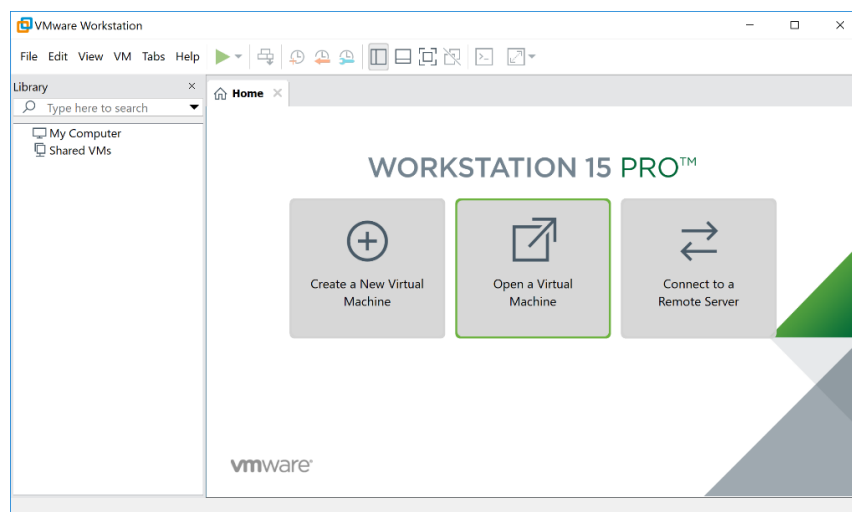 VMware Workstation
File Edit View VM Tabs Help
Library
Home
Type here to search
My Computer
Shared VMs
WORKSTATION 15 PRO™
Create a New Virtual
Machine
Open a Virtual
Machine
Connect to a
Remote Server
vmware®